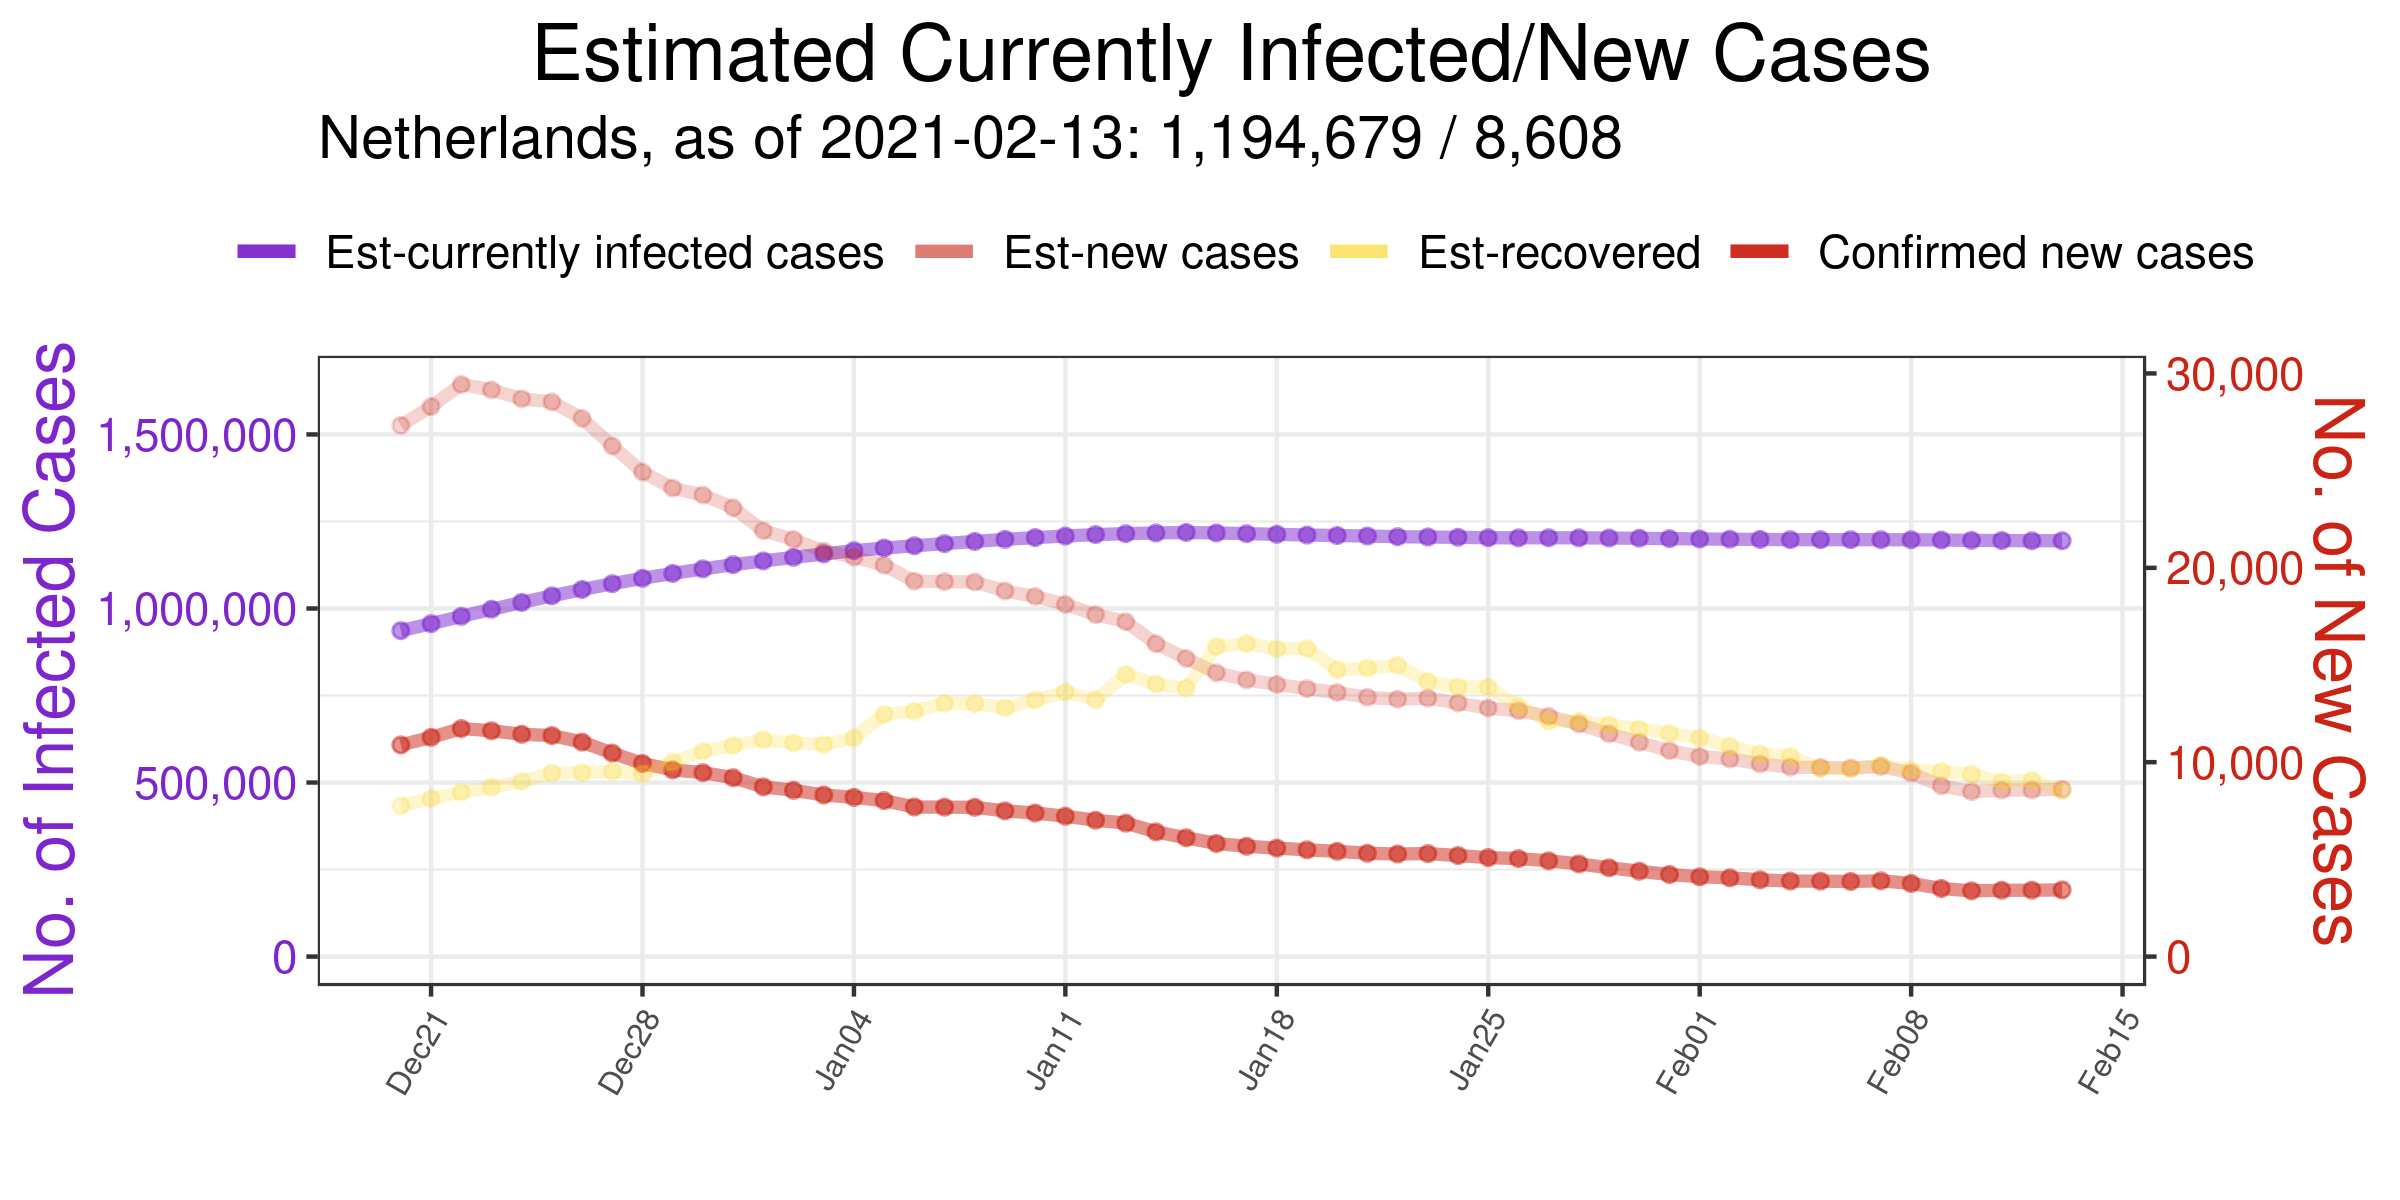 Estimated Currently Infected/New Cases
Netherlands, as of 2021-02-13: 1,194,679 / 8,608
Est-currently infected cases Est-new cases Est-recovered Confirmed new cases
No. of Infected Cases
1,500,000
1,000,000
500,000
0
30,000
20,000
10,000
0
No. of New Cases
Dec21 Dec28 Jan04 Jan11 Jan18 Jan25 Feb01 Feb08 Feb15